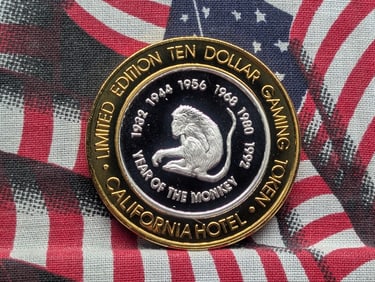 LIMITED EDITION TEN DOLLAR GAMING TOKEN
• CALIFORNIA HOTEL •
1932 1944 1956 1968 1980 1992
YEAR OF THE MONKEY